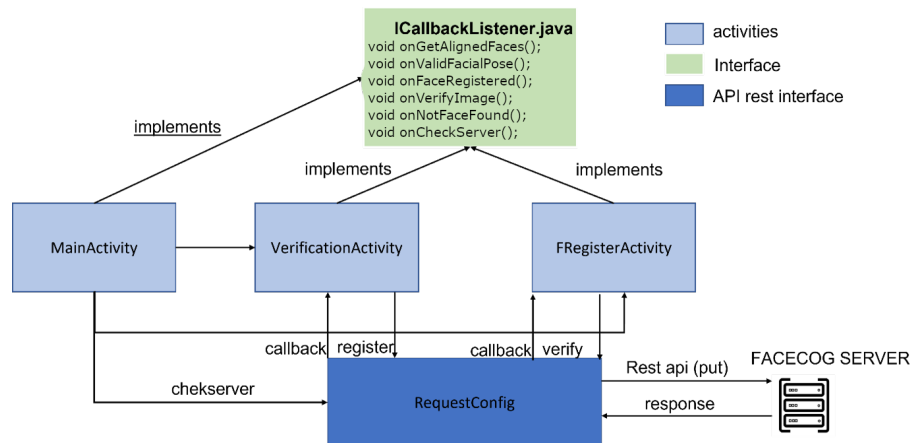 ICallbackListener.java
void onGetAlignedFaces();
void onValidFacialPose();
void onFaceRegistered();
void onVerifyImage();
void onNotFaceFound();
void onCheckServer();
activities
Interface
API rest interface
implements
implements
implements
MainActivity
VerificationActivity
FRegisterActivity
callback
register
callback
verify
chekserver
RequestConfig
Rest api (put)
response
FACECOG SERVER